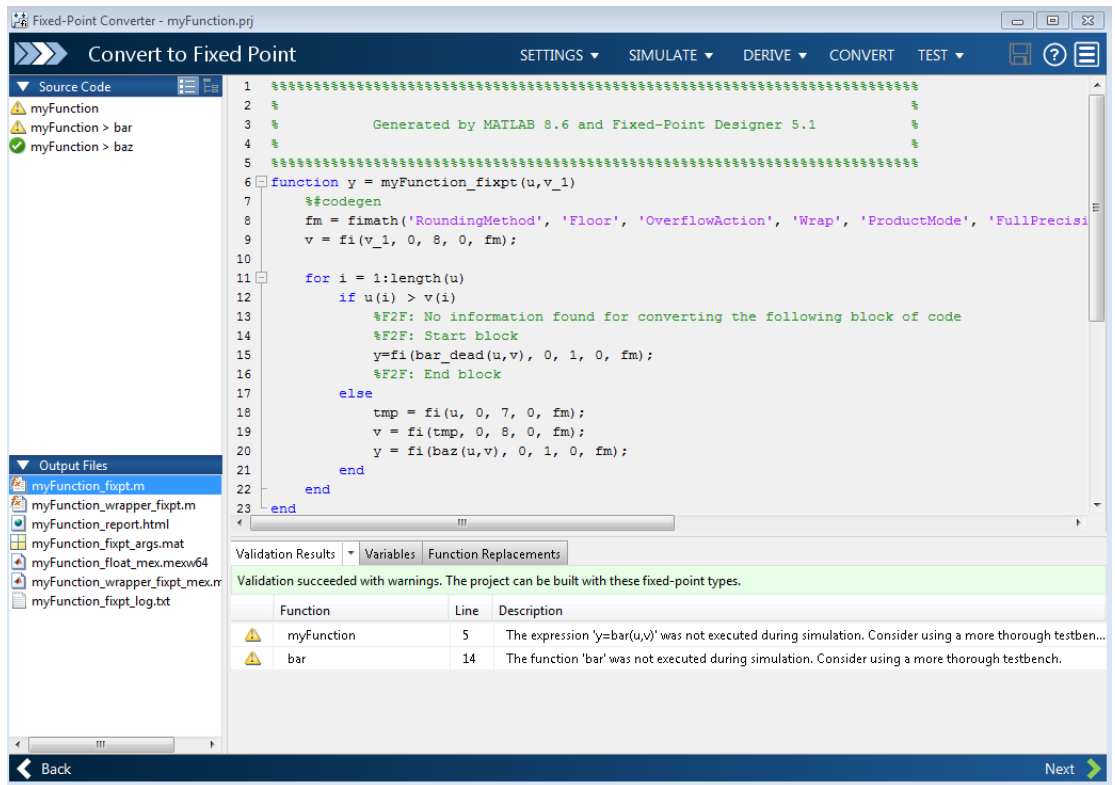 Fixed-Point Converter - myFunction.prj
Convert to Fixed Point
SETTINGS
SIMULATE
DERIVE
CONVERT
TEST
Source Code
myFunction
myFunction > bar
myFunction > baz
Output Files
myFunction_fixpt.m
myFunction_wrapper_fixpt.m
myFunction_report.html
myFunction_fixpt_args.mat
myFunction_float_mex.mexw64
myFunction_wrapper_fixpt_mex.m
myFunction_fixpt_log.txt
1 %%%%%%%%%%%%%%%%%%%%%%%%%%%%%%%%%%%%%%%%%%%%%%%%%%%%%%%%%%%%%%%%%%%%%%%%%%%%
2 % %
3 % Generated by MATLAB 8.6 and Fixed-Point Designer 5.1 %
4 % %
5 %%%%%%%%%%%%%%%%%%%%%%%%%%%%%%%%%%%%%%%%%%%%%%%%%%%%%%%%%%%%%%%%%%%%%%%%%%%%
6 function y = myFunction_fixpt(u,v_1)
7 %#codegen
8 fm = fimath('RoundingMethod', 'Floor', 'OverflowAction', 'Wrap', 'ProductMode', 'FullPrecisi
9 v = fi(v_1, 0, 8, 0, fm);
10
11 for i = 1:length(u)
12 if u(i) > v(i)
13 %F2F: No information found for converting the following block of code
14 %F2F: Start block
15 y=fi(bar_dead(u,v), 0, 1, 0, fm);
16 %F2F: End block
17 else
18 tmp = fi(u, 0, 7, 0, fm);
19 v = fi(tmp, 0, 8, 0, fm);
20 y = fi(baz(u,v), 0, 1, 0, fm);
21 end
22 end
23 end
Validation Results Variables Function Replacements
Validation succeeded with warnings. The project can be built with these fixed-point types.
Function Line Description
myFunction 5 The expression 'y=bar(u,v)' was not executed during simulation. Consider using a more thorough testben...
bar 14 The function 'bar' was not executed during simulation. Consider using a more thorough testbench.
Back
Next